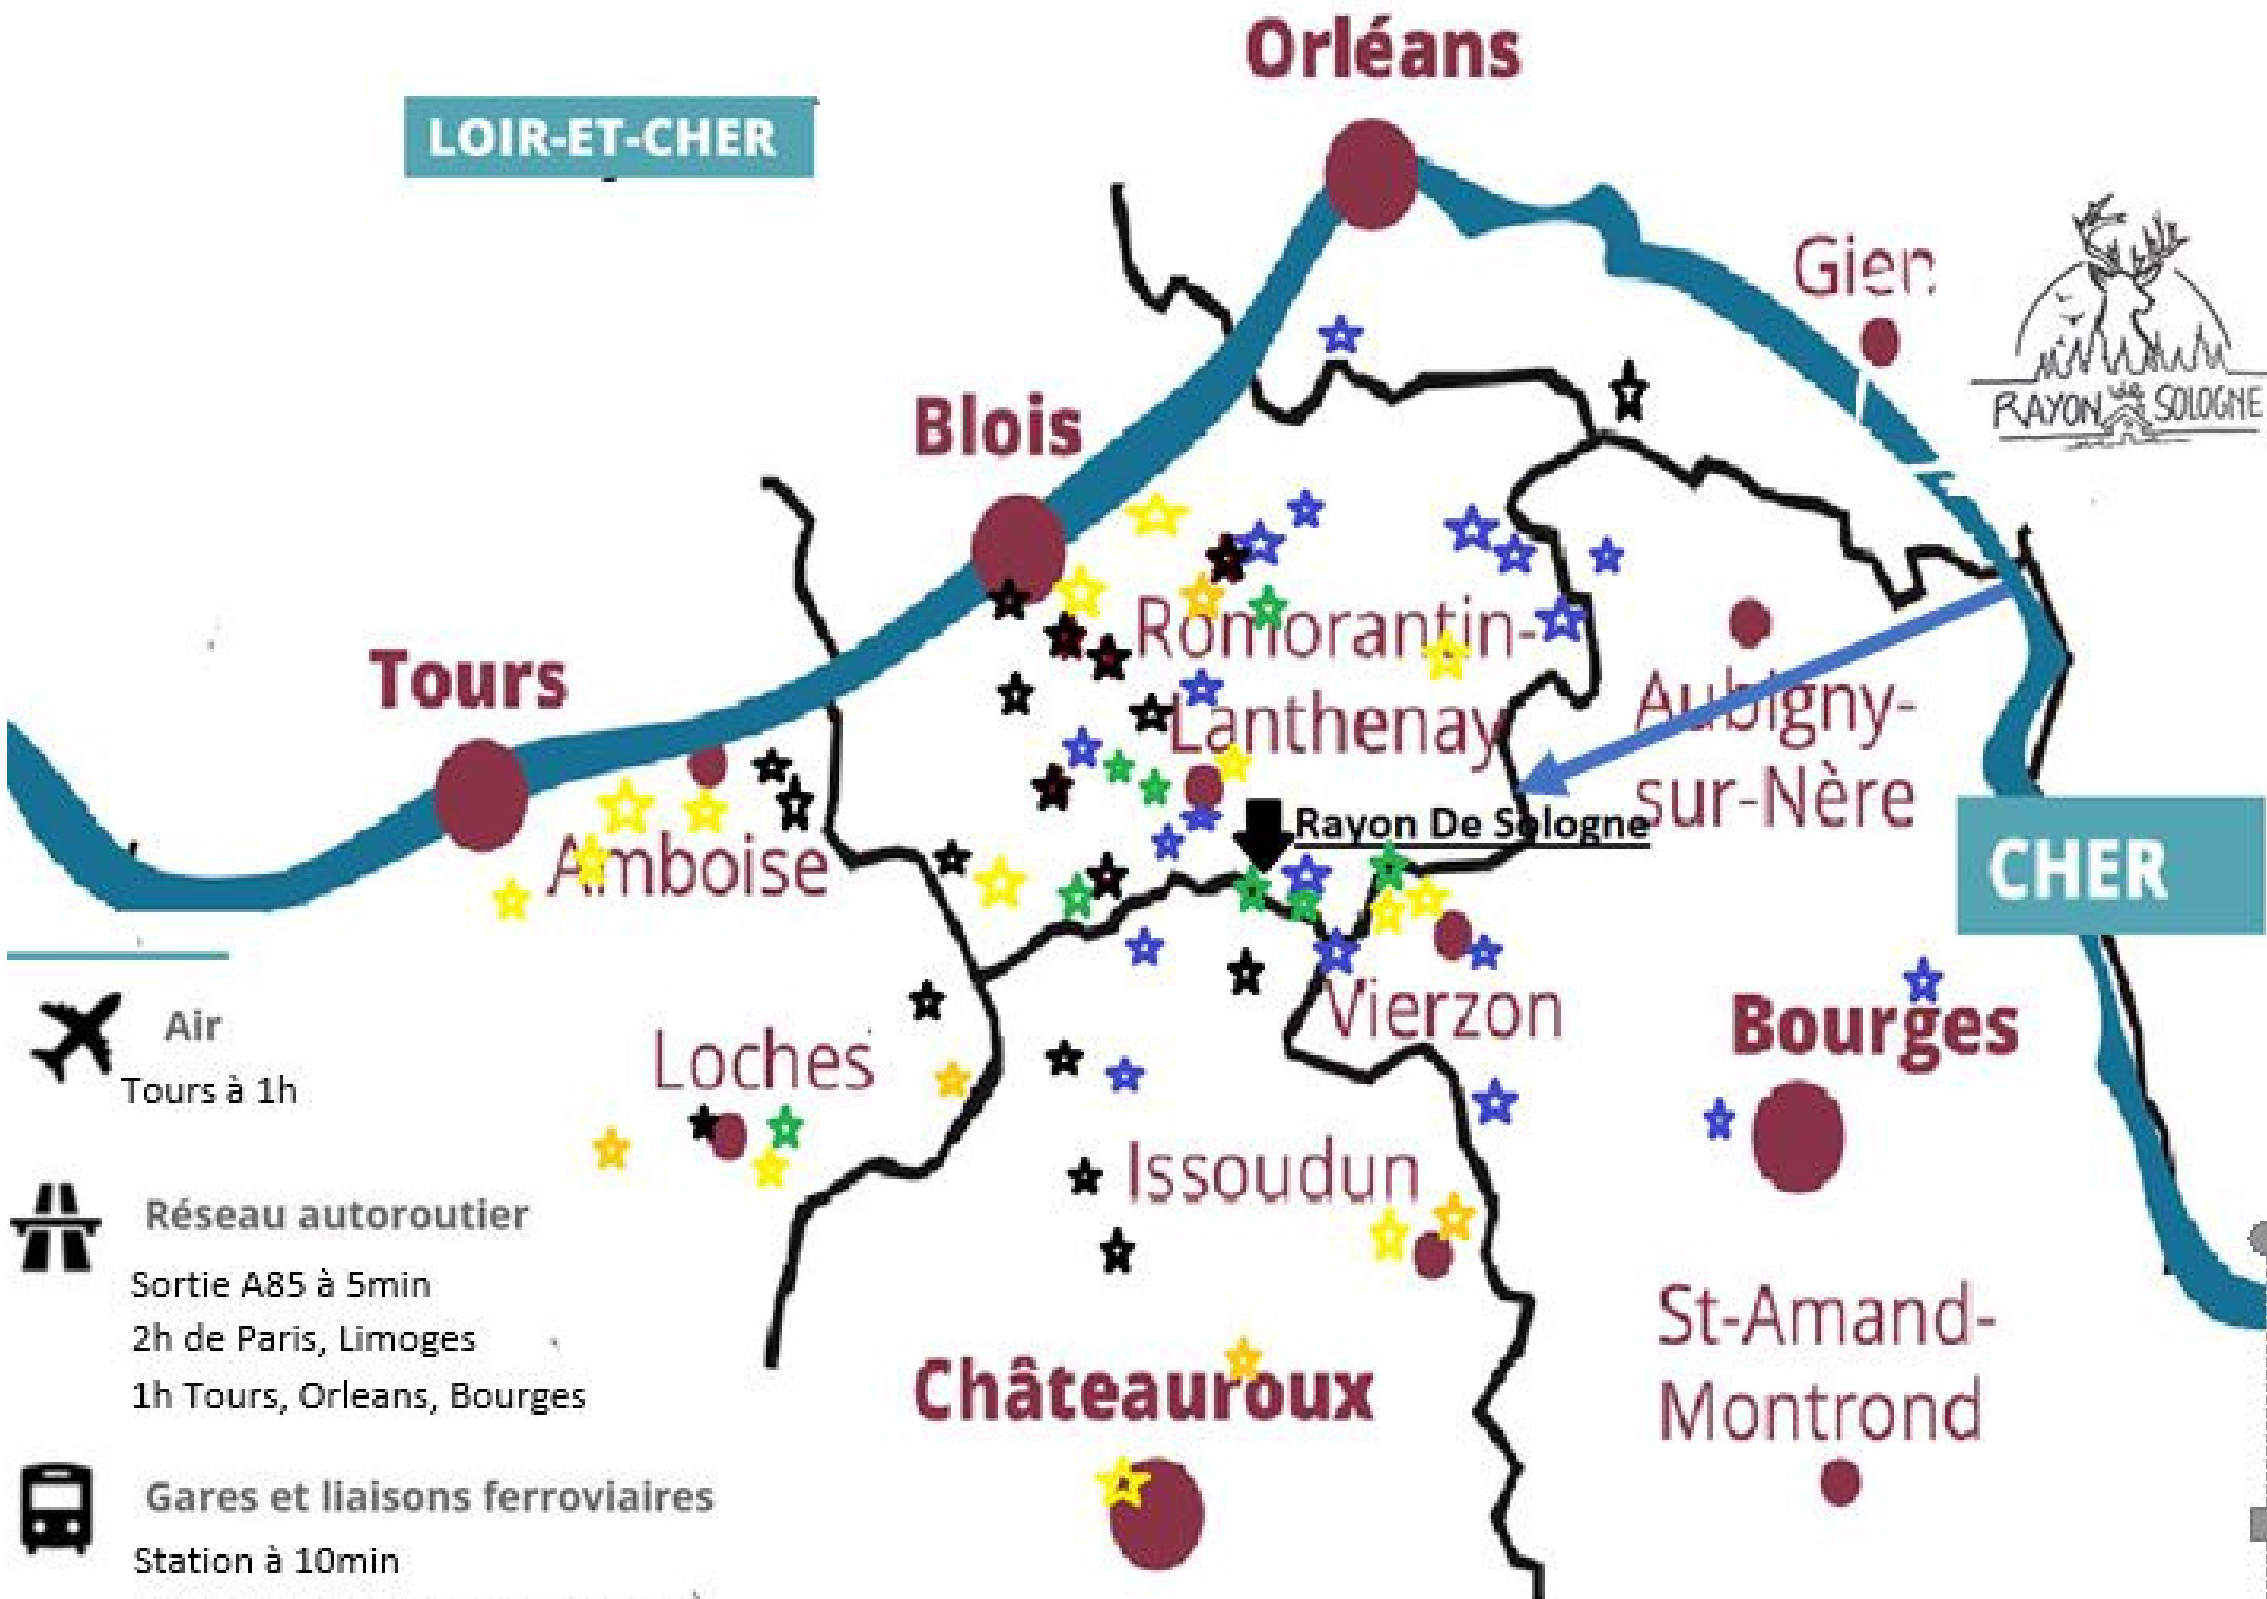 Orléans
LOIR-ET-CHER
Gien
RAYON de SOLOGNE
Blois
Romorantin-
Lanthenay
Tours
Aubigny-
sur-Nère
Rayon De Sologne
Amboise
CHER
Vierzon
Bourges
Loches
Issoudun
St-Amand-
Montrond
Châteauroux
Air
Tours à 1h
Réseau autoroutier
Sortie A85 à 5min
2h de Paris, Limoges
1h Tours, Orleans, Bourges
Gares et liaisons ferroviaires
Station à 10min